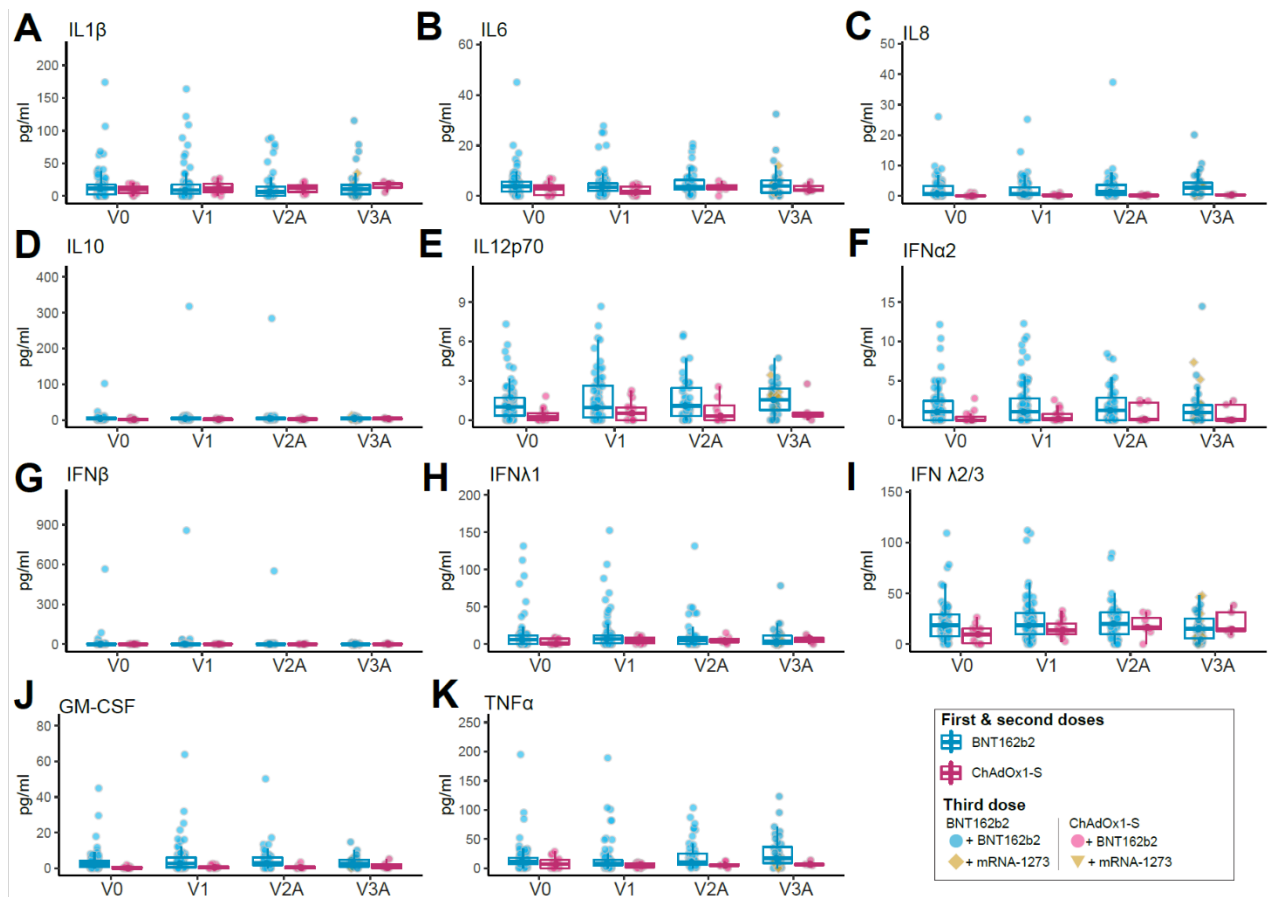 A IL1β
pg/ml
200
150
100
50
0
V0 V1 V2A V3A
B IL6
pg/ml
60
40
20
0
V0 V1 V2A V3A
C IL8
pg/ml
50
40
30
20
10
0
V0 V1 V2A V3A
D IL10
pg/ml
400
300
200
100
0
V0 V1 V2A V3A
E IL12p70
pg/ml
9
6
3
0
V0 V1 V2A V3A
F IFNα2
pg/ml
15
10
5
0
V0 V1 V2A V3A
G IFNβ
pg/ml
900
600
300
0
V0 V1 V2A V3A
H IFNλ1
pg/ml
200
150
100
50
0
V0 V1 V2A V3A
I IFN λ2/3
pg/ml
150
100
50
0
V0 V1 V2A V3A
J GM-CSF
pg/ml
80
60
40
20
0
V0 V1 V2A V3A
K TNFα
pg/ml
250
200
150
100
50
0
V0 V1 V2A V3A
First & second doses
BNT162b2
ChAdOx1-S
Third dose
BNT162b2 ChAdOx1-S
+ BNT162b2 + BNT162b2
+ mRNA-1273 + mRNA-1273